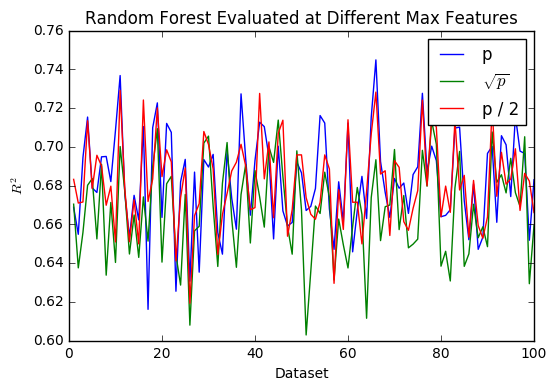 Random Forest Evaluated at Different Max Features
0.76
0.74
0.72
0.70
0.68
0.66
0.64
0.62
0.60
R²
p
√p
p / 2
0 20 40 60 80 100
Dataset